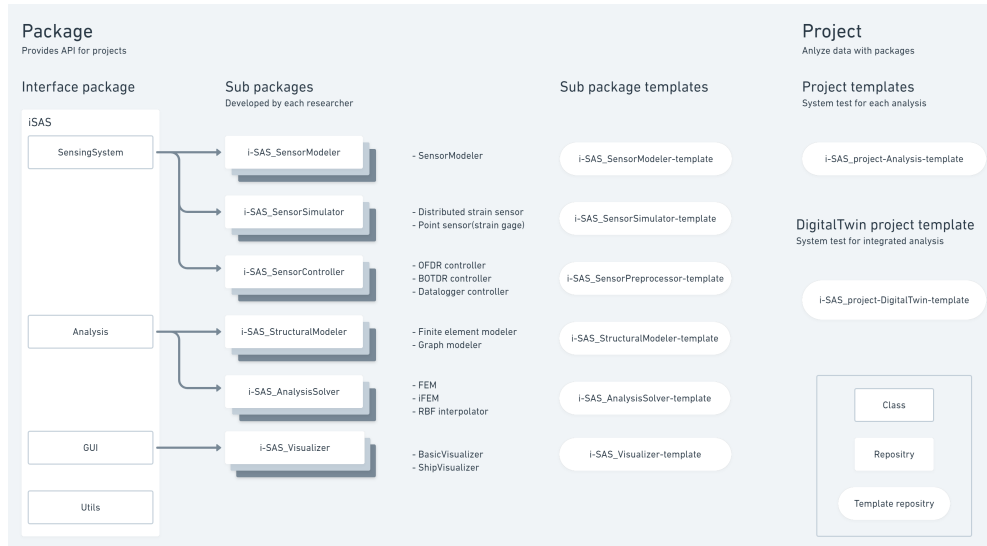 Package
Provides API for projects
Project
Anlyze data with packages
Interface package
Sub packages
Developed by each researcher
Sub package templates
Project templates
System test for each analysis
iSAS
SensingSystem
i-SAS_SensorModeler
- SensorModeler
i-SAS_SensorModeler-template
i-SAS_project-Analysis-template
i-SAS_SensorSimulator
- Distributed strain sensor
- Point sensor(strain gage)
i-SAS_SensorSimulator-template
DigitalTwin project template
System test for integrated analysis
i-SAS_SensorController
- OFDR controller
- BOTDR controller
- Datalogger controller
i-SAS_SensorPreprocessor-template
i-SAS_project-DigitalTwin-template
Analysis
i-SAS_StructuralModeler
- Finite element modeler
- Graph modeler
i-SAS_StructuralModeler-template
i-SAS_AnalysisSolver
- FEM
- iFEM
- RBF interpolator
i-SAS_AnalysisSolver-template
GUI
i-SAS_Visualizer
- BasicVisualizer
- ShipVisualizer
i-SAS_Visualizer-template
Utils
Class
Repositry
Template repositry